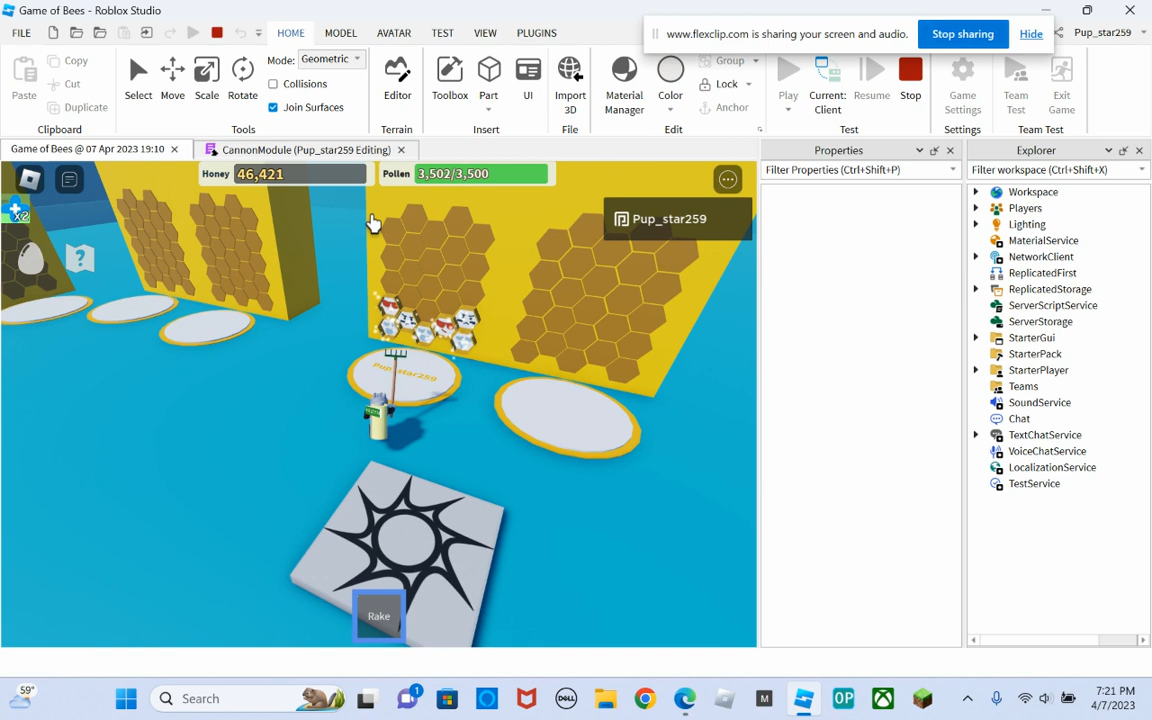 Game of Bees - Roblox Studio
FILE HOME MODEL AVATAR TEST VIEW PLUGINS
www.flexclip.com is sharing your screen and audio. Stop sharing Hide
Pup_star259
Paste Copy Cut Duplicate
Select Move Scale Rotate
Mode: Geometric
Collisions
Join Surfaces
Editor Toolbox Part UI Import 3D
Material Manager Color Group Lock Anchor
Play Current: Client Resume Stop
Game Settings Team Test Exit Game
Clipboard Tools Terrain Insert File Edit Test Settings Team Test
Game of Bees @ 07 Apr 2023 19:10 CannonModule (Pup_star259 Editing)
Properties Explorer
Filter Properties (Ctrl+Shift+P) Filter workspace (Ctrl+Shift+X)
Honey 46,421 Pollen 3,502/3,500
x2
?
Pup_star259
Pup_star259
Rake
Workspace
Players
Lighting
MaterialService
NetworkClient
ReplicatedFirst
ReplicatedStorage
ServerScriptService
ServerStorage
StarterGui
StarterPack
StarterPlayer
Teams
SoundService
Chat
TextChatService
VoiceChatService
LocalizationService
TestService
59°
Search
1
DELL
M
OP
7:21 PM
4/7/2023